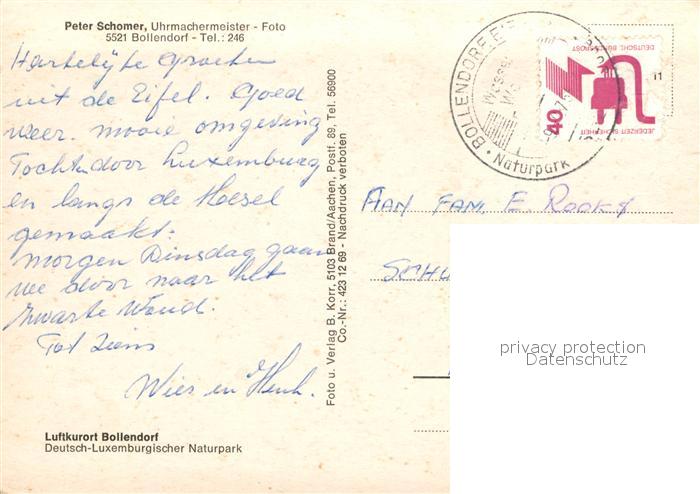 Peter Schomer, Uhrmachermeister - Foto
5521 Bollendorf - Tel.: 246
Hartelijke Groeten
uit de Eifel. Goed
weer. mooie omgeving
Tocht door Luxemburg
en langs de Moesel
gemaakt.
morgen Dinsdag gaan
we door naar het
Zwarte Woud.
Tot Ziens
Wies en Henk.
Luftkurort Bollendorf
Deutsch-Luxemburgischer Naturpark
Foto u. Verlag B. Korr, 5103 Brand/Aachen, Postf. 89, Tel. 56900
Co.-Nr.: 423 12 69 - Nachdruck verboten
BOLLENDORF
Naturpark
DEUTSCHE BUNDESPOST
40
JEDERZEIT SICHERHEIT
AAN FAM. E.
SCHU
privacy protection
Datenschutz